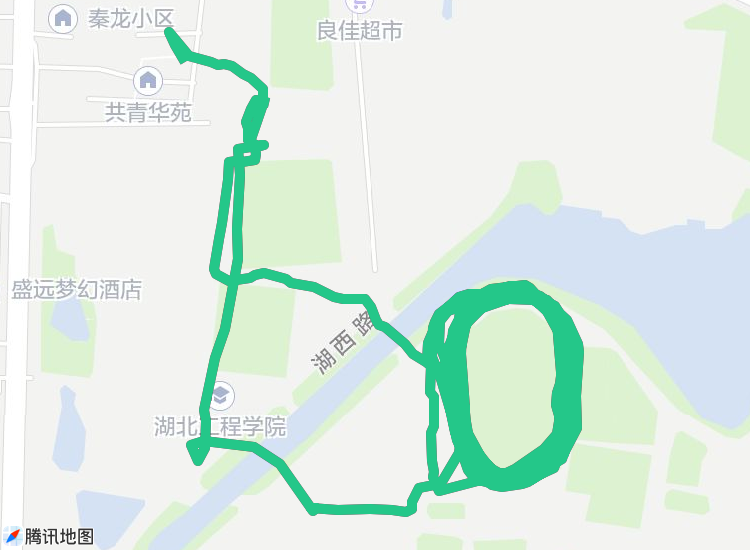 秦龙小区
良佳超市
共青华苑
盛远梦幻酒店
湖西路
湖北工程学院
腾讯地图